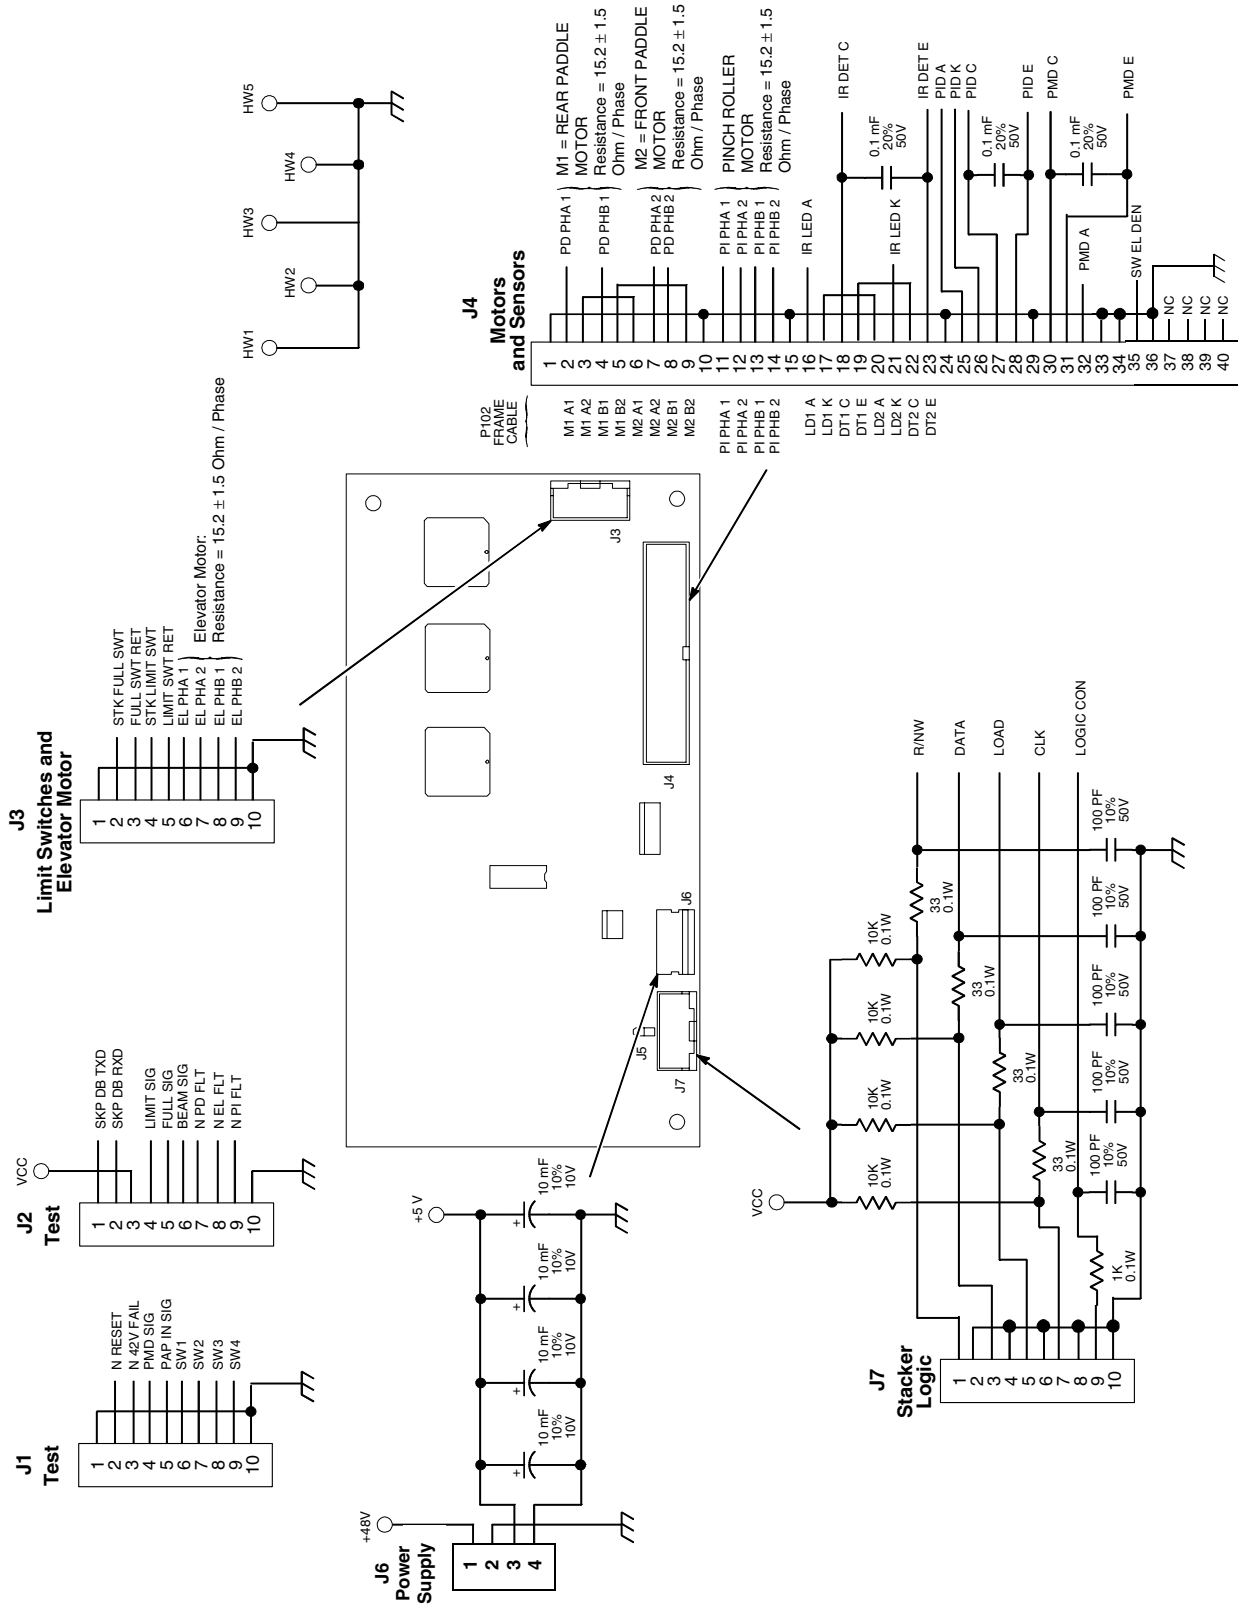 J1
Test
1
2
3
4
5
6
7
8
9
10
N RESET
N 42V FAIL
PMD SIG
PAP IN SIG
SW1
SW2
SW3
SW4
J2
Test
VCC
1
2
3
4
5
6
7
8
9
10
SKP DB TXD
SKP DB RXD
LIMIT SIG
FULL SIG
BEAM SIG
N PD FLT
N EL FLT
N PI FLT
J3
Limit Switches and
Elevator Motor
1
2
3
4
5
6
7
8
9
10
STK FULL SWT
FULL SWT RET
STK LIMIT SWT
LIMIT SWT RET
EL PHA 1
EL PHA 2
EL PHB 1
EL PHB 2
Elevator Motor:
Resistance = 15.2 ± 1.5 Ohm / Phase
HW1
HW2
HW3
HW4
HW5
J6
Power
Supply
1
2
3
4
+48V
+5 V
+
10 mF
10%
10V
+
10 mF
10%
10V
+
10 mF
10%
10V
+
10 mF
10%
10V
J7
J5
J6
J4
J3
J4
Motors
and Sensors
P102
FRAME
CABLE
M1 A1
M1 A2
M1 B1
M1 B2
M2 A1
M2 A2
M2 B1
M2 B2
PI PHA 1
PI PHA 2
PI PHB 1
PI PHB 2
LD1 A
LD1 K
DT1 C
DT1 E
LD2 A
LD2 K
DT2 C
DT2 E
1
2
3
4
5
6
7
8
9
10
11
12
13
14
15
16
17
18
19
20
21
22
23
24
25
26
27
28
29
30
31
32
33
34
35
36
37
38
39
40
PD PHA 1
PD PHB 1
PD PHA 2
PD PHB 2
PI PHA 1
PI PHA 2
PI PHB 1
PI PHB 2
IR LED A
IR LED K
PMD A
SW EL DEN
NC
NC
NC
NC
M1 = REAR PADDLE
MOTOR
Resistance = 15.2 ± 1.5
Ohm / Phase
M2 = FRONT PADDLE
MOTOR
Resistance = 15.2 ± 1.5
Ohm / Phase
PINCH ROLLER
MOTOR
Resistance = 15.2 ± 1.5
Ohm / Phase
IR DET C
0.1 mF
20%
50V
IR DET E
PID A
PID K
PID C
0.1 mF
20%
50V
PID E
PMD C
0.1 mF
20%
50V
PMD E
J7
Stacker
Logic
1
2
3
4
5
6
7
8
9
10
VCC
10K
0.1W
10K
0.1W
10K
0.1W
10K
0.1W
33
0.1W
33
0.1W
33
0.1W
33
0.1W
1K
0.1W
100 PF
10%
50V
100 PF
10%
50V
100 PF
10%
50V
100 PF
10%
50V
100 PF
10%
50V
R/NW
DATA
LOAD
CLK
LOGIC CON